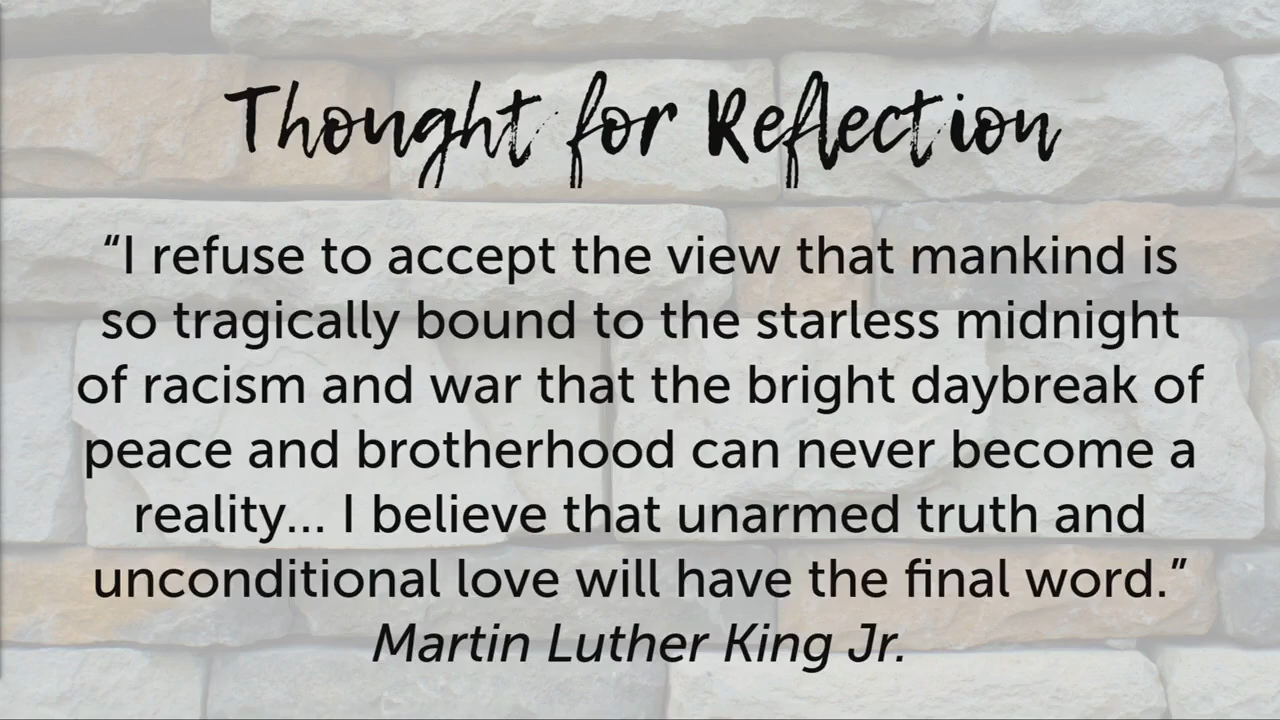 Thought for Reflection
“I refuse to accept the view that mankind is
so tragically bound to the starless midnight
of racism and war that the bright daybreak of
peace and brotherhood can never become a
reality... I believe that unarmed truth and
unconditional love will have the final word.”
Martin Luther King Jr.